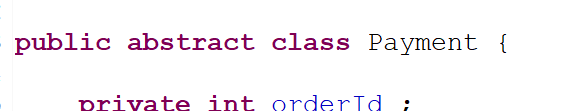 public abstract class Payment {
private int orderId ;